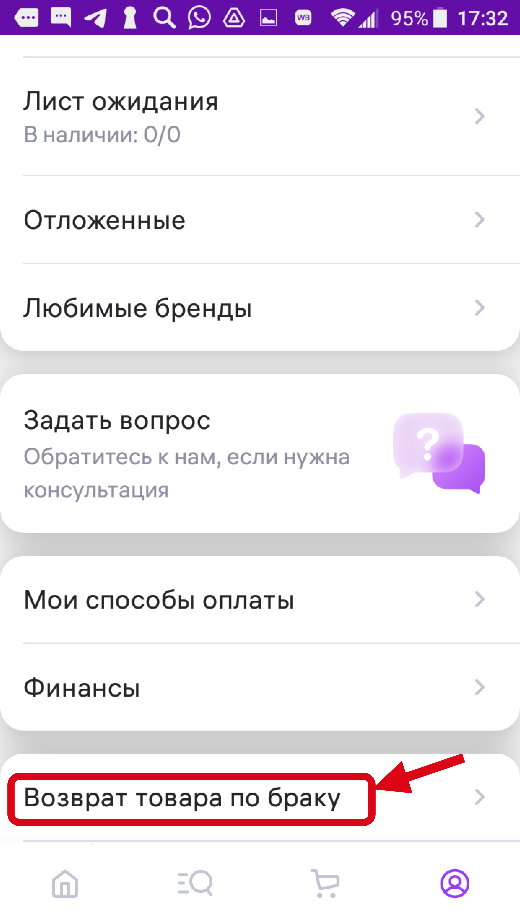 WB 95% 17:32
Лист ожидания
В наличии: 0/0
Отложенные
Любимые бренды
Задать вопрос
?
Обратитесь к нам, если нужна
консультация
Мои способы оплаты
Финансы
Возврат товара по браку